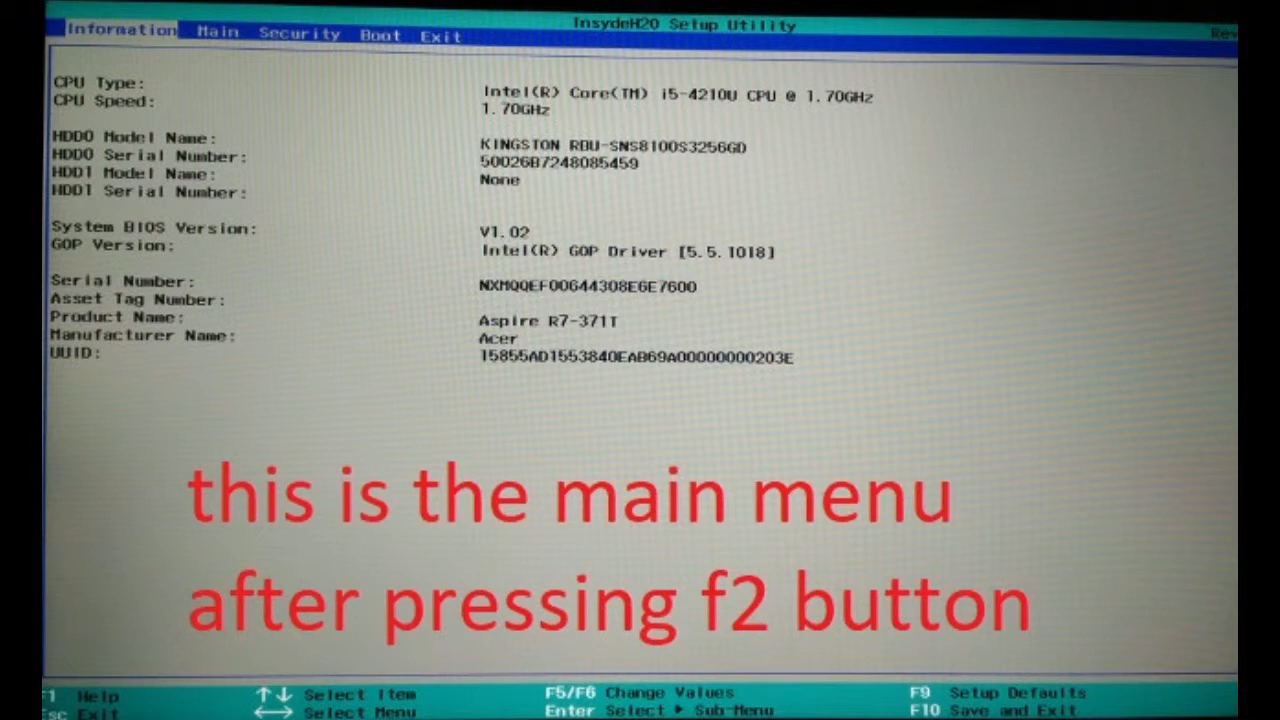 InsydeH20 Setup Utility
Information Main Security Boot Exit
CPU Type: Intel(R) Core(TM) i5-4210U CPU @ 1.70GHz
CPU Speed: 1.70GHz
HDD0 Model Name: KINGSTON RBU-SNS8100S3256GD
HDD0 Serial Number: 50026B7248085459
HDD1 Model Name: None
HDD1 Serial Number:
System BIOS Version: V1.02
GOP Version: Intel(R) GOP Driver [5.5.1018]
Serial Number: NXMQQEF00644308E6E7600
Asset Tag Number:
Product Name: Aspire R7-371T
Manufacturer Name: Acer
UUID: 15855AD1553840EAB69A00000000203E
this is the main menu
after pressing f2 button
F1 Help ↑↓ Select Item F5/F6 Change Values F9 Setup Defaults
Esc Exit ←→ Select Menu Enter Select ▶ Sub-Menu F10 Save and Exit